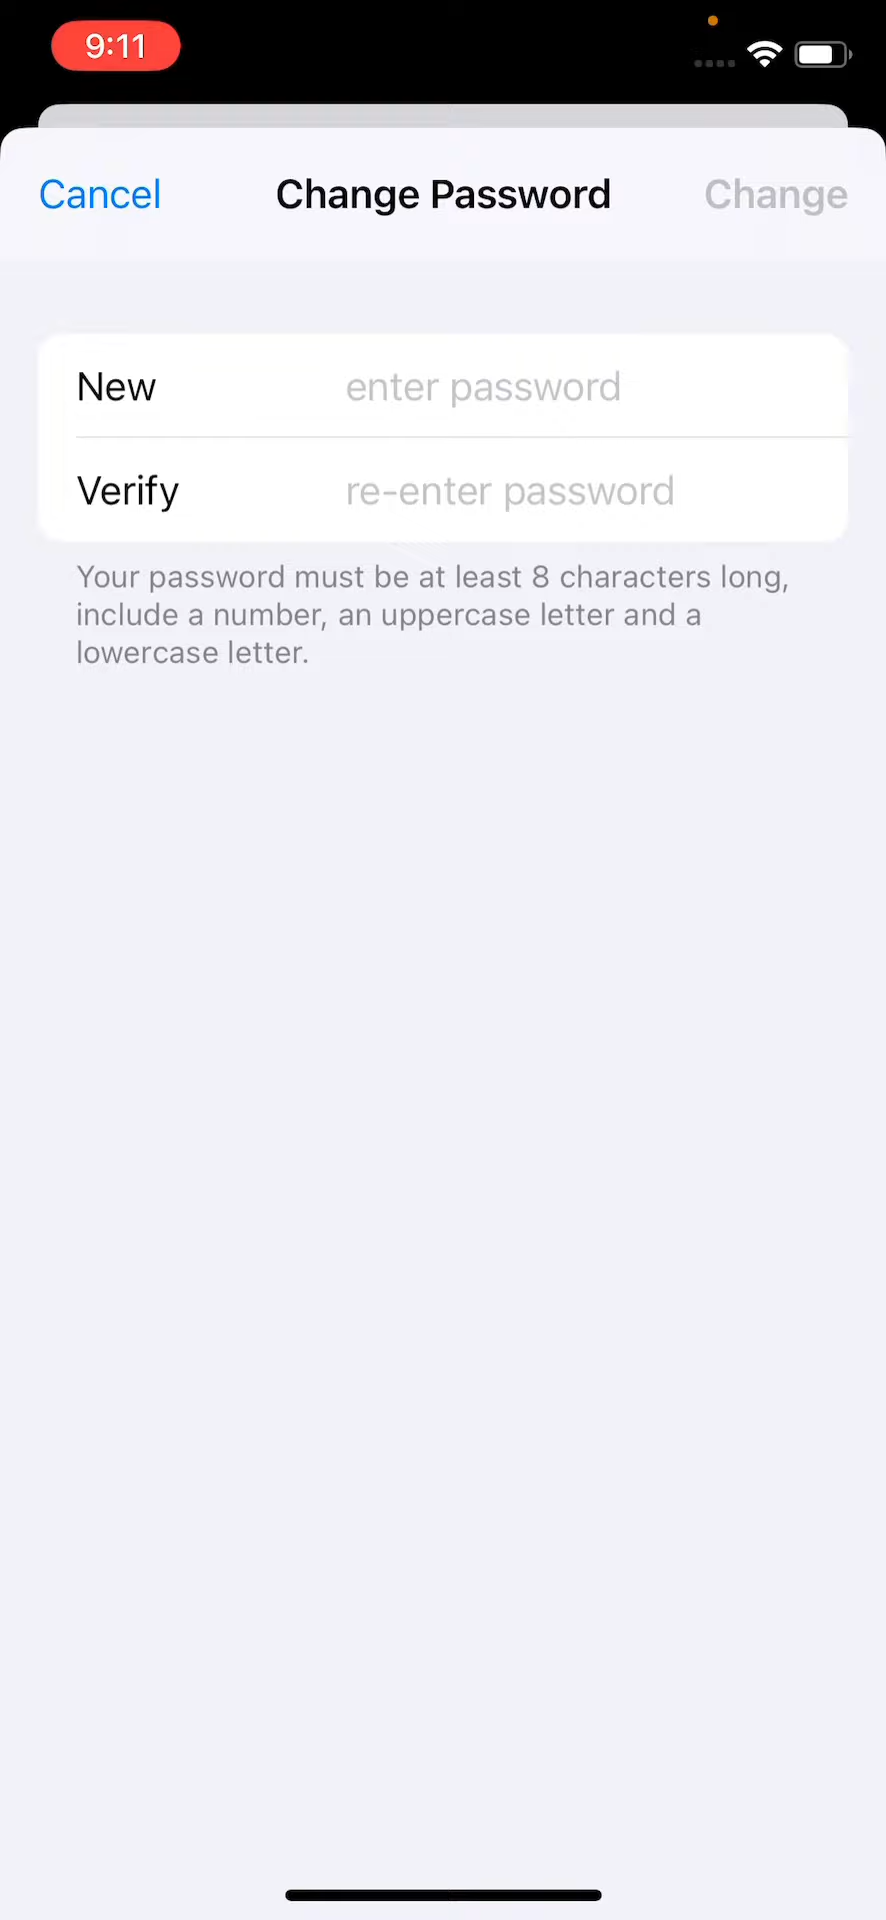 9:11
Cancel Change Password Change
New enter password
Verify re-enter password
Your password must be at least 8 characters long,
include a number, an uppercase letter and a
lowercase letter.